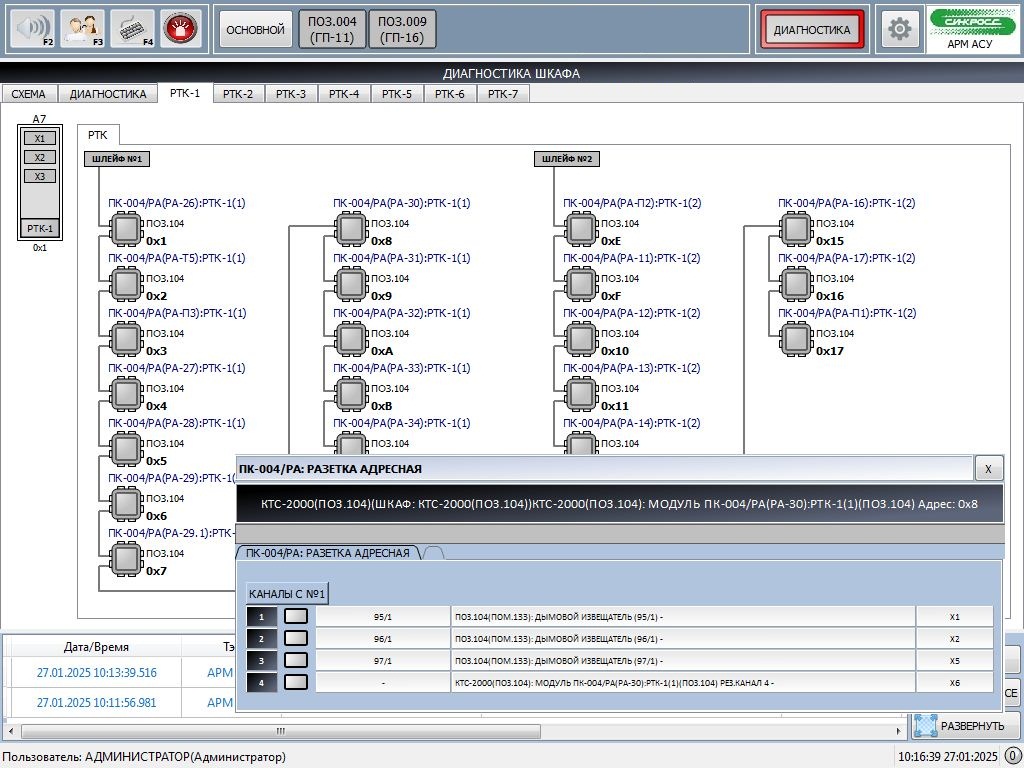 F2
F3
F4
ОСНОВНОЙ
ПОЗ.004
(ГП-11)
ПОЗ.009
(ГП-16)
ДИАГНОСТИКА
СИНКРОСС
АРМ АСУ
ДИАГНОСТИКА ШКАФА
СХЕМА ДИАГНОСТИКА РТК-1 РТК-2 РТК-3 РТК-4 РТК-5 РТК-6 РТК-7
A7
X1
X2
X3
РТК-1
0x1
РТК
ШЛЕЙФ №1
ПК-004/РА(РА-26):РТК-1(1)
ПОЗ.104
0x1
ПК-004/РА(РА-Т5):РТК-1(1)
ПОЗ.104
0x2
ПК-004/РА(РА-П3):РТК-1(1)
ПОЗ.104
0x3
ПК-004/РА(РА-27):РТК-1(1)
ПОЗ.104
0x4
ПК-004/РА(РА-28):РТК-1(1)
ПОЗ.104
0x5
ПК-004/РА(РА-29):РТК-1(1)
ПОЗ.104
0x6
ПК-004/РА(РА-29.1):РТК-
ПОЗ.104
0x7
ПК-004/РА(РА-30):РТК-1(1)
ПОЗ.104
0x8
ПК-004/РА(РА-31):РТК-1(1)
ПОЗ.104
0x9
ПК-004/РА(РА-32):РТК-1(1)
ПОЗ.104
0xA
ПК-004/РА(РА-33):РТК-1(1)
ПОЗ.104
0xB
ПК-004/РА(РА-34):РТК-1(1)
ПОЗ.104
ШЛЕЙФ №2
ПК-004/РА(РА-П2):РТК-1(2)
ПОЗ.104
0xE
ПК-004/РА(РА-11):РТК-1(2)
ПОЗ.104
0xF
ПК-004/РА(РА-12):РТК-1(2)
ПОЗ.104
0x10
ПК-004/РА(РА-13):РТК-1(2)
ПОЗ.104
0x11
ПК-004/РА(РА-14):РТК-1(2)
ПОЗ.104
ПК-004/РА(РА-16):РТК-1(2)
ПОЗ.104
0x15
ПК-004/РА(РА-17):РТК-1(2)
ПОЗ.104
0x16
ПК-004/РА(РА-П1):РТК-1(2)
ПОЗ.104
0x17
ПК-004/РА: РАЗЕТКА АДРЕСНАЯ
X
КТС-2000(ПОЗ.104)(ШКАФ: КТС-2000(ПОЗ.104))КТС-2000(ПОЗ.104): МОДУЛЬ ПК-004/РА(РА-30):РТК-1(1)(ПОЗ.104) Адрес: 0x8
ПК-004/РА: РАЗЕТКА АДРЕСНАЯ
КАНАЛЫ С №1
1 95/1 ПОЗ.104(ПОМ.133): ДЫМОВОЙ ИЗВЕЩАТЕЛЬ (95/1) - X1
2 96/1 ПОЗ.104(ПОМ.133): ДЫМОВОЙ ИЗВЕЩАТЕЛЬ (96/1) - X2
3 97/1 ПОЗ.104(ПОМ.133): ДЫМОВОЙ ИЗВЕЩАТЕЛЬ (97/1) - X5
4 - КТС-2000(ПОЗ.104): МОДУЛЬ ПК-004/РА(РА-30):РТК-1(1)(ПОЗ.104) РЕЗ.КАНАЛ 4 - X6
Дата/Время Тэ
27.01.2025 10:13:39.516 АРМ
27.01.2025 10:11:56.981 АРМ
СЕ
РАЗВЕРНУТЬ
Пользователь: АДМИНИСТРАТОР(Администратор)
10:16:39 27/01/2025 0